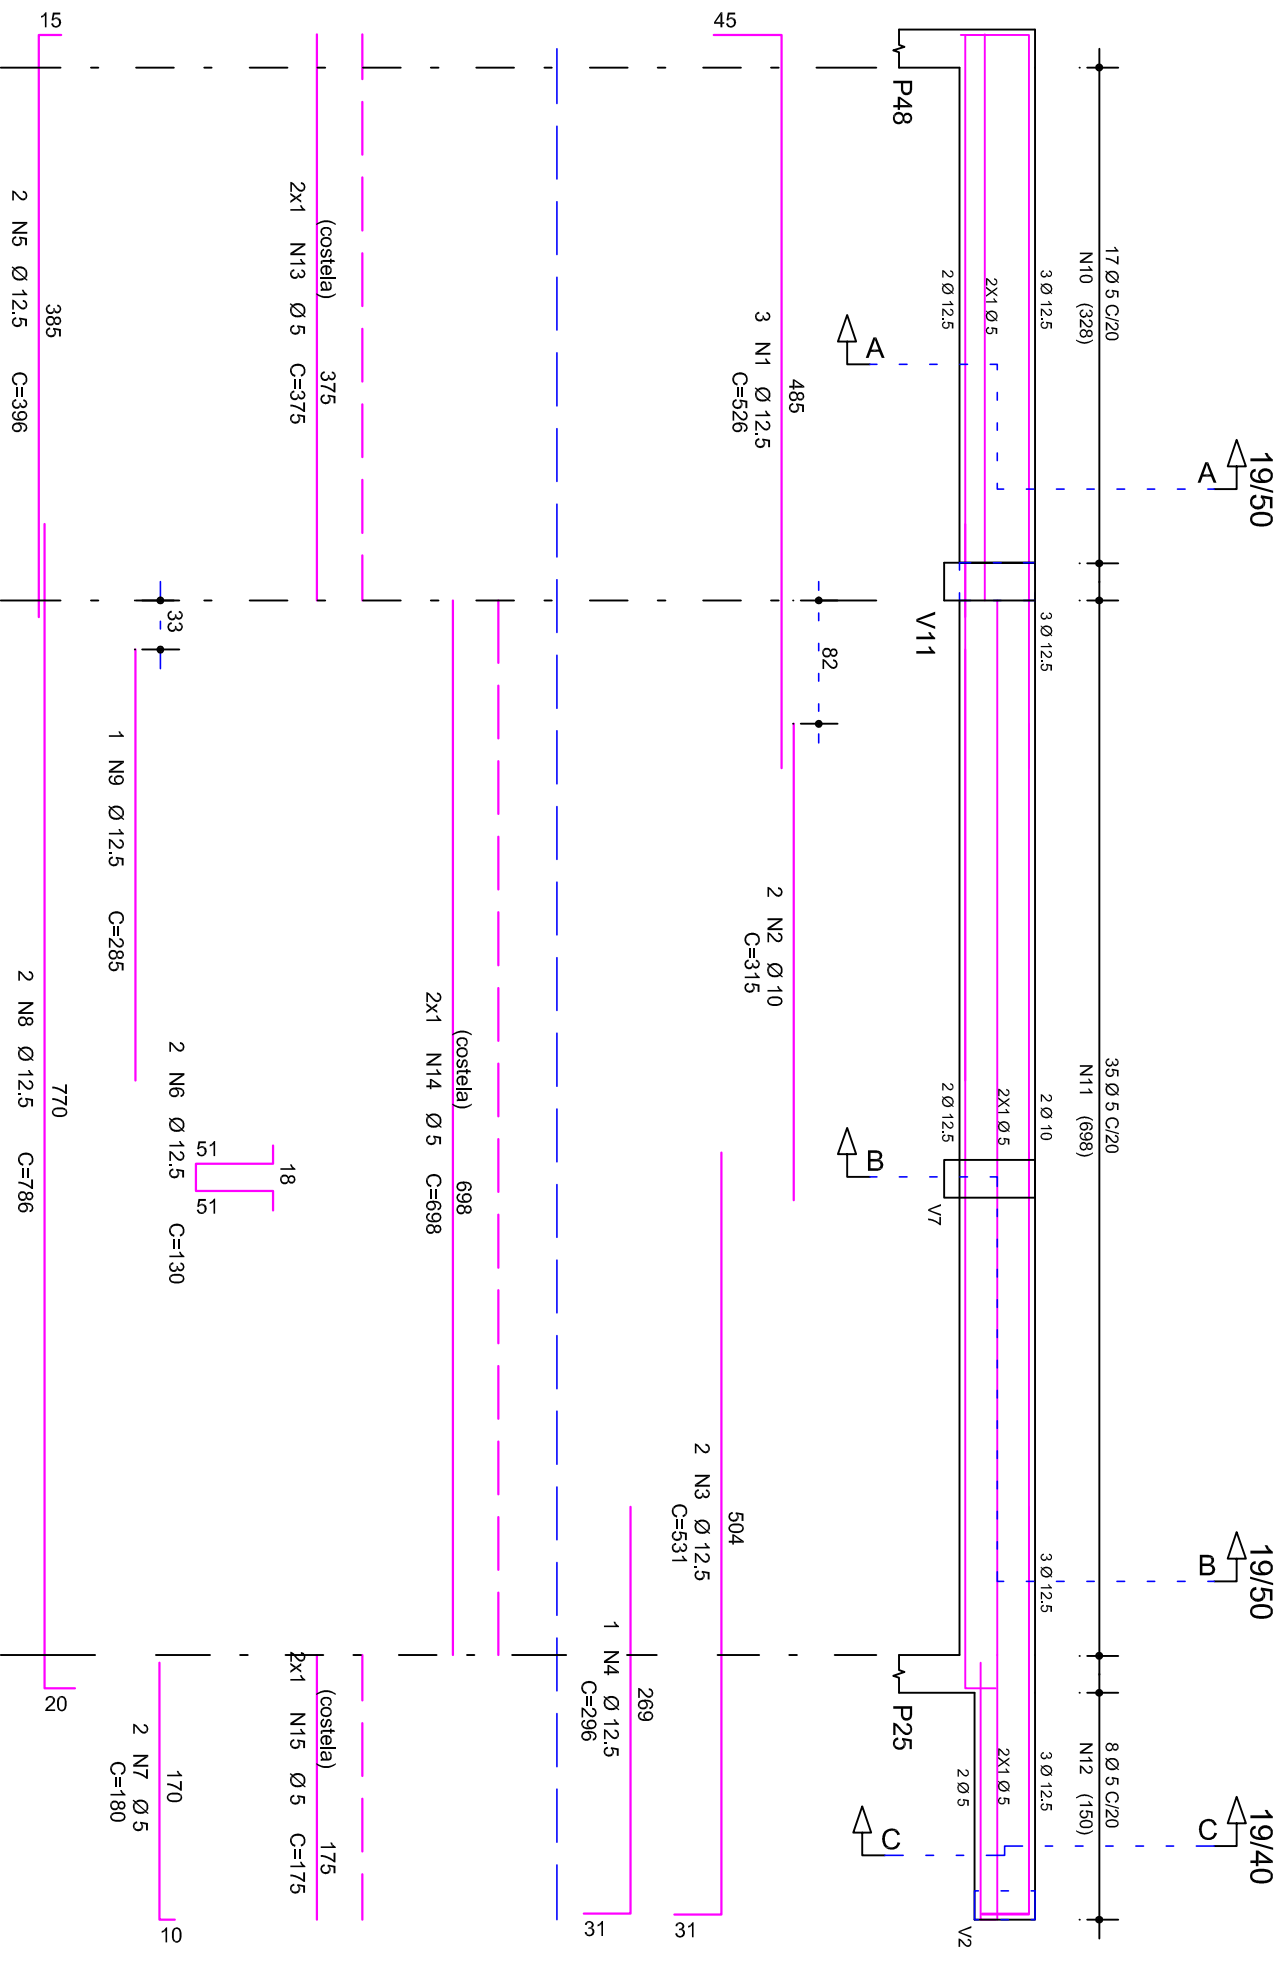 19/50
19/50
19/40
A
B
C
17 Ø 5 C/20
N10 (328)
35 Ø 5 C/20
N11 (698)
8 Ø 5 C/20
N12 (150)
3 Ø 12.5
3 Ø 12.5
2 Ø 10
3 Ø 12.5
3 Ø 12.5
2X1 Ø 5
2X1 Ø 5
2X1 Ø 5
2 Ø 12.5
2 Ø 12.5
2 Ø 5
P48
V11
V7
P25
V2
A
B
C
82
45
485
3 N1 Ø 12.5
C=526
2 N2 Ø 10
C=315
504
2 N3 Ø 12.5
C=531
31
269
1 N4 Ø 12.5
C=296
31
698
(costela)
2x1 N14 Ø 5 C=698
375
(costela)
2x1 N13 Ø 5 C=375
175
(costela)
2x1 N15 Ø 5 C=175
18
51
51
2 N6 Ø 12.5 C=130
33
1 N9 Ø 12.5 C=285
170
10
2 N7 Ø 5
C=180
15
385
2 N5 Ø 12.5 C=396
770
20
2 N8 Ø 12.5 C=786